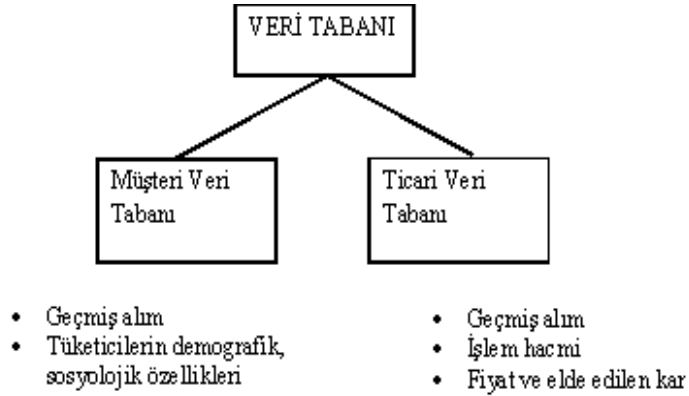 VERİ TABANI
Müşteri Veri
Tabanı
Ticari Veri
Tabanı
• Geçmiş alım
• Tüketicilerin demografik,
sosyolojik özellikleri
• Geçmiş alım
• İşlem hacmi
• Fiyat ve elde edilen kar